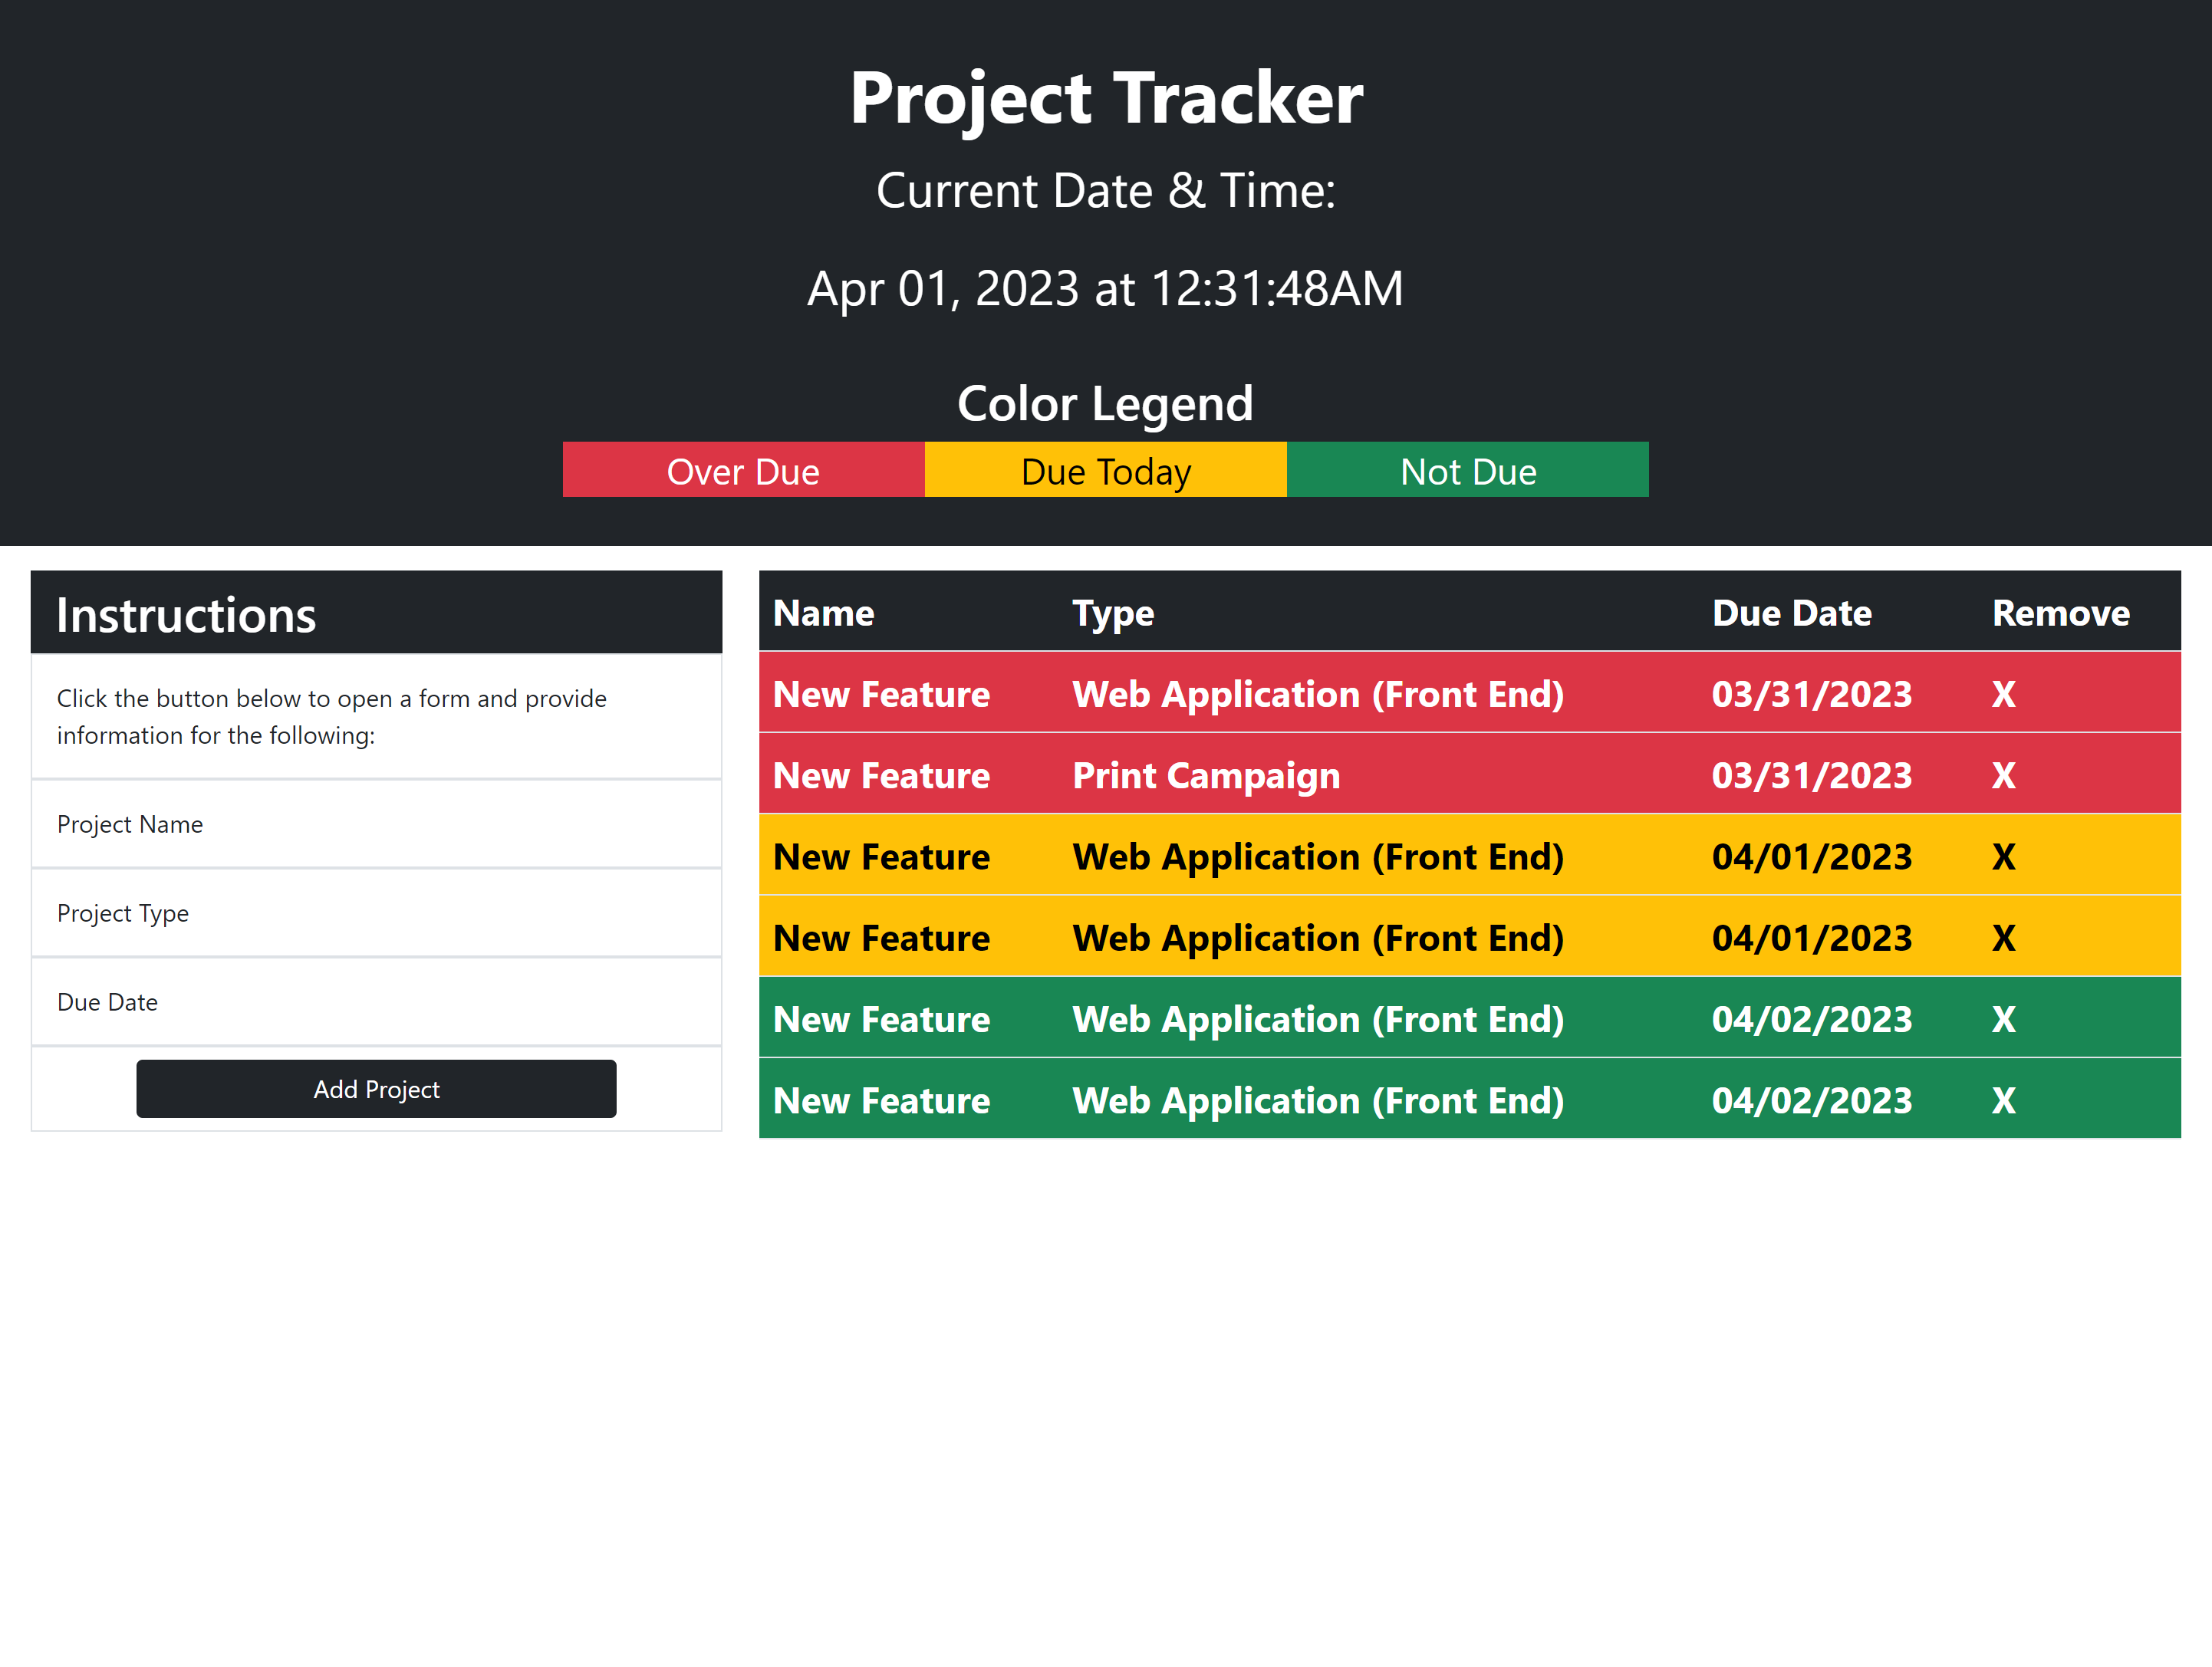 Project Tracker
Current Date & Time:
Apr 01, 2023 at 12:31:48AM
Color Legend
Over Due Due Today Not Due
Instructions
Click the button below to open a form and provide
information for the following:
Project Name
Project Type
Due Date
Add Project
Name Type Due Date Remove
New Feature Web Application (Front End) 03/31/2023 X
New Feature Print Campaign 03/31/2023 X
New Feature Web Application (Front End) 04/01/2023 X
New Feature Web Application (Front End) 04/01/2023 X
New Feature Web Application (Front End) 04/02/2023 X
New Feature Web Application (Front End) 04/02/2023 X